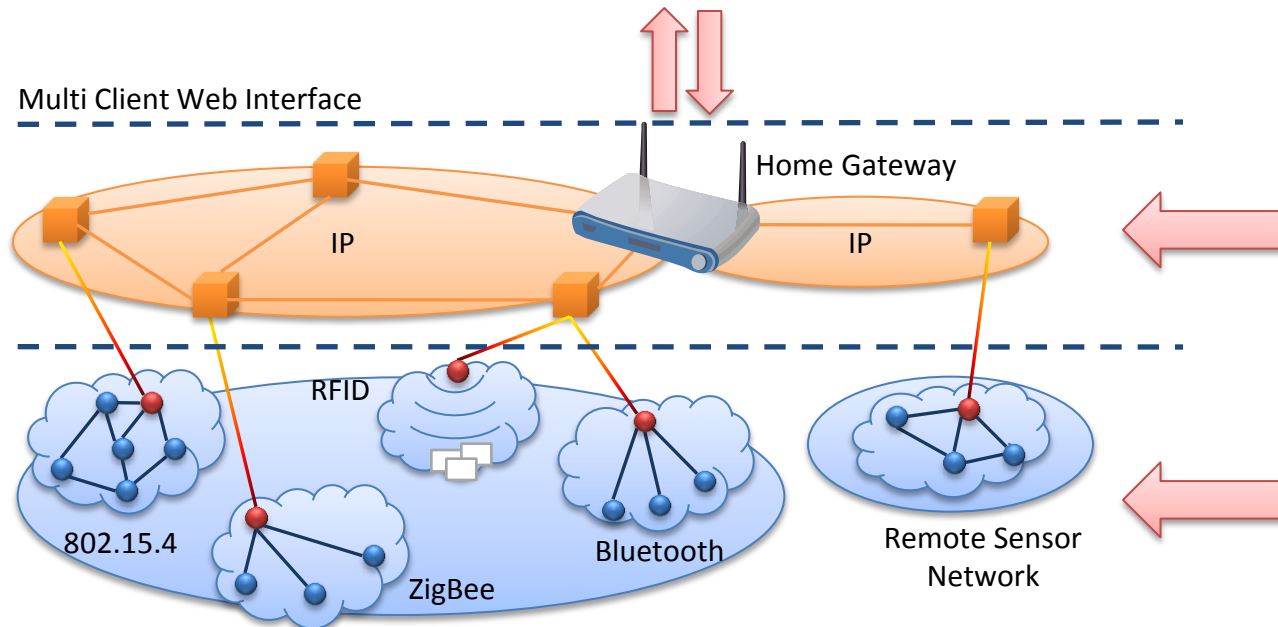 Multi Client Web Interface
Home Gateway
IP
IP
RFID
802.15.4
ZigBee
Bluetooth
Remote Sensor
Network